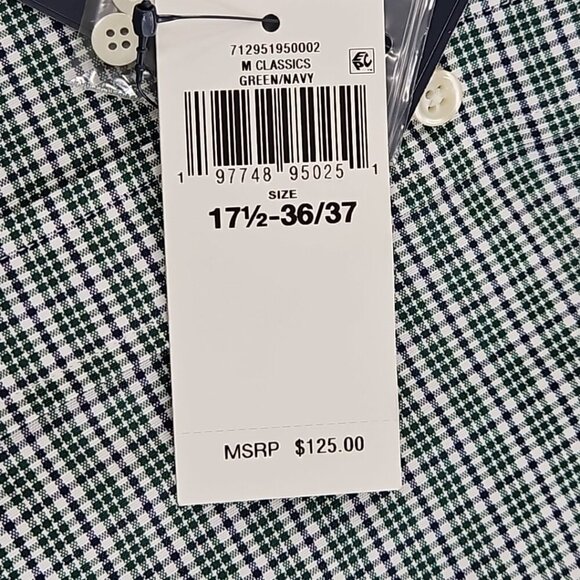 712951950002
M CLASSICS
GREEN/NAVY
1 97748 95025 1
SIZE
17½-36/37
MSRP $125.00